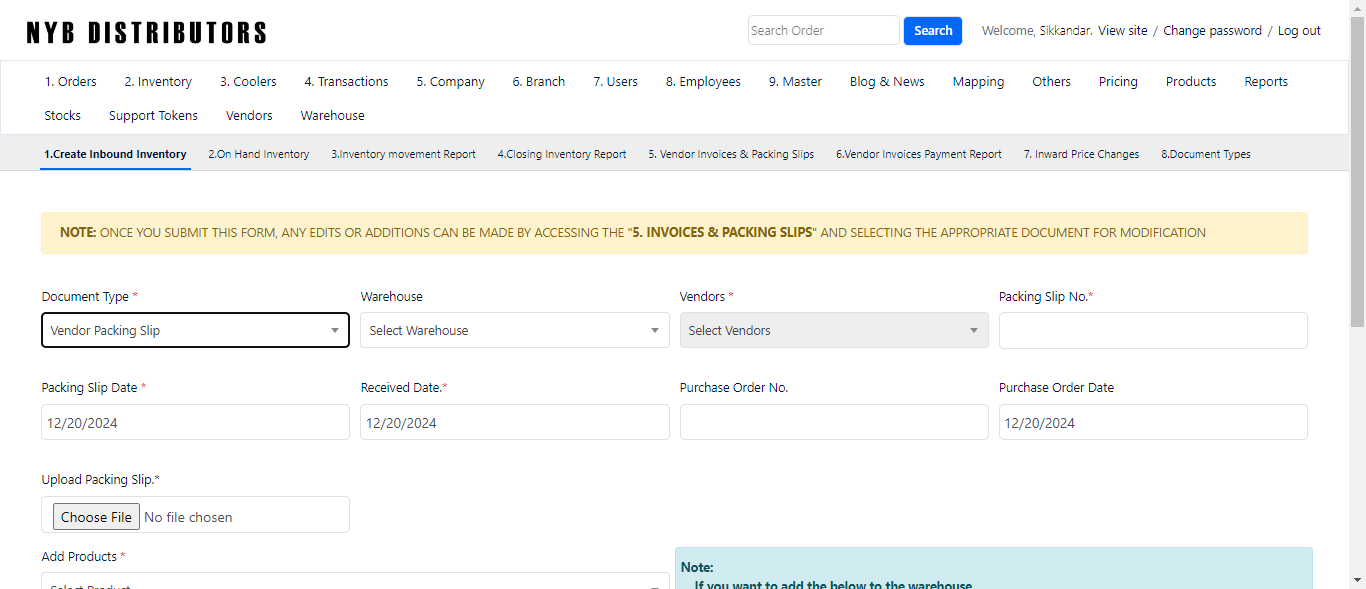 NYB DISTRIBUTORS
Search Order
Search
Welcome, Sikkandar. View site / Change password / Log out
1. Orders 2. Inventory 3. Coolers 4. Transactions 5. Company 6. Branch 7. Users 8. Employees 9. Master Blog & News Mapping Others Pricing Products Reports
Stocks Support Tokens Vendors Warehouse
1.Create Inbound Inventory 2.On Hand Inventory 3.Inventory movement Report 4.Closing Inventory Report 5. Vendor Invoices & Packing Slips 6.Vendor Invoices Payment Report 7. Inward Price Changes 8.Document Types
NOTE: ONCE YOU SUBMIT THIS FORM, ANY EDITS OR ADDITIONS CAN BE MADE BY ACCESSING THE "5. INVOICES & PACKING SLIPS" AND SELECTING THE APPROPRIATE DOCUMENT FOR MODIFICATION
Document Type * Warehouse Vendors * Packing Slip No.*
Vendor Packing Slip Select Warehouse Select Vendors
Packing Slip Date * Received Date.* Purchase Order No. Purchase Order Date
12/20/2024 12/20/2024 12/20/2024
Upload Packing Slip.*
Choose File No file chosen
Add Products *
Select Product
Note:
If you want to add the below to the warehouse